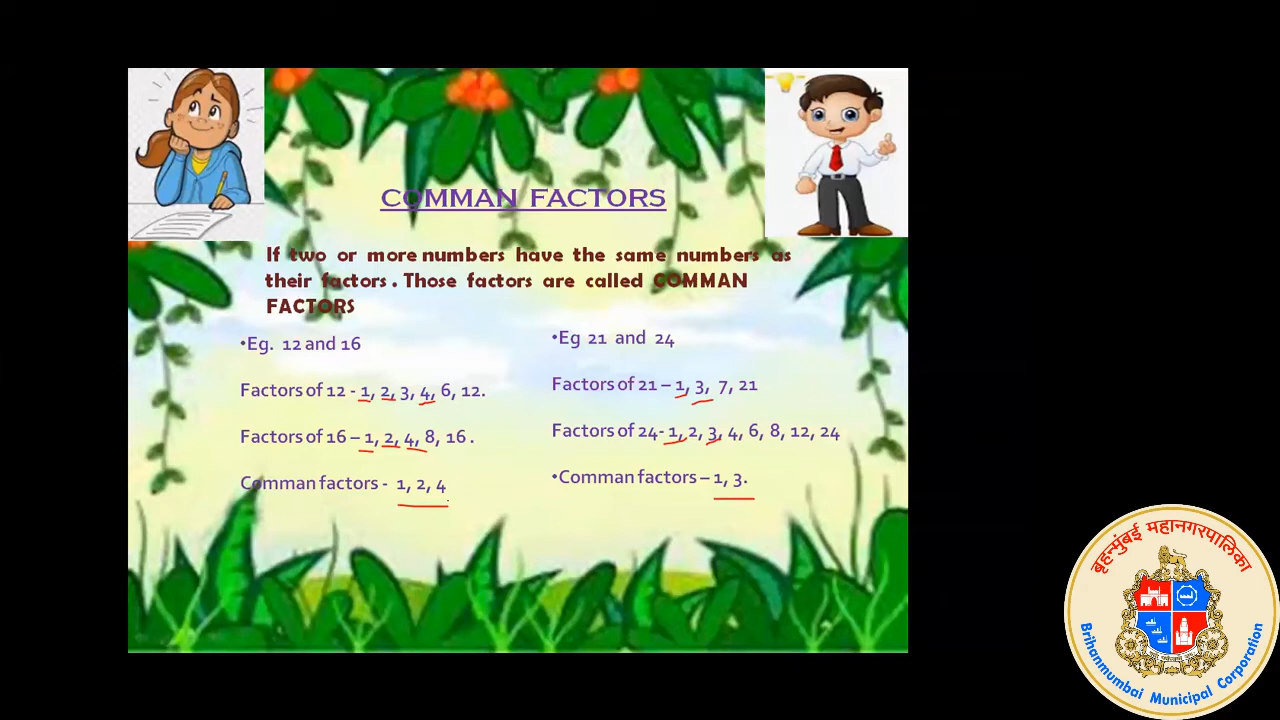 COMMAN FACTORS
If two or more numbers have the same numbers as
their factors . Those factors are called COMMAN
FACTORS
•Eg. 12 and 16
Factors of 12 - 1, 2, 3, 4, 6, 12.
Factors of 16 – 1, 2, 4, 8, 16 .
Comman factors - 1, 2, 4
•Eg 21 and 24
Factors of 21 – 1, 3, 7, 21
Factors of 24- 1, 2, 3, 4, 6, 8, 12, 24
•Comman factors – 1, 3.
बृहन्मुंबई महानगरपालिका
Brihanmumbai Municipal Corporation